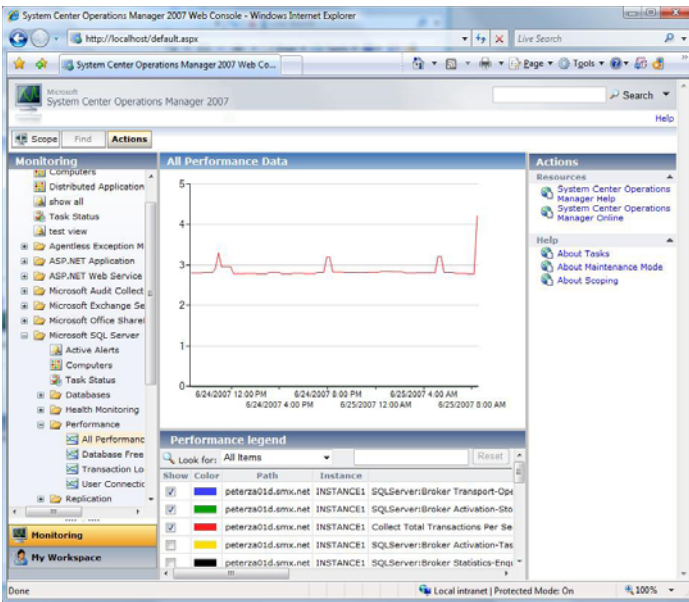 System Center Operations Manager 2007 Web Console - Windows Internet Explorer
http://localhost/default.aspx
Live Search
System Center Operations Manager 2007 Web Co...
Page
Tools
Microsoft
System Center Operations Manager 2007
Search
Help
Scope
Find
Actions
Monitoring
Computers
Distributed Application
show all
Task Status
test view
Agentless Exception M
ASP.NET Application
ASP.NET Web Service
Microsoft Audit Collect
Microsoft Exchange Se
Microsoft Office Sharel
Microsoft SQL Server
Active Alerts
Computers
Task Status
Databases
Health Monitoring
Performance
All Performanc
Database Free
Transaction Lo
User Connectic
Replication
Monitoring
My Workspace
All Performance Data
5
4
3
2
1
0
6/24/2007 12:00 PM
6/24/2007 8:00 PM
6/25/2007 4:00 AM
6/24/2007 4:00 PM
6/25/2007 12:00 AM
6/25/2007 8:00 AM
Performance legend
Look for: All Items
Reset
Show Color Path Instance
peterza01d.smx.net INSTANCE1 SQLServer:Broker Transport-Ope
peterza01d.smx.net INSTANCE1 SQLServer:Broker Activation-Sto
peterza01d.smx.net INSTANCE1 Collect Total Transactions Per Se
peterza01d.smx.net INSTANCE1 SQLServer:Broker Activation-Tas
peterza01d.smx.net INSTANCE1 SQLServer:Broker Statistics-Enqu
Actions
Resources
System Center Operations
Manager Help
System Center Operations
Manager Online
Help
About Tasks
About Maintenance Mode
About Scoping
Done
Local intranet | Protected Mode: On
100%